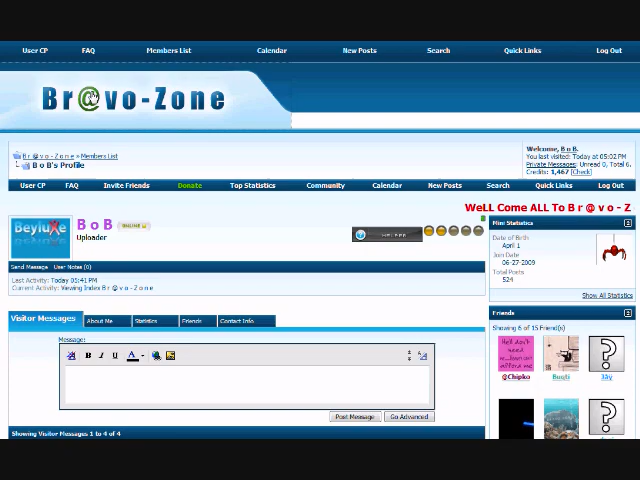 User CP FAQ Members List Calendar New Posts Search Quick Links Log Out
Br@vo-Zone
B r @ v o - Z o n e » Members List
B o B's Profile
Welcome, B o B.
You last visited: Today at 05:02 PM
Private Messages: Unread 0, Total 6.
Credits: 1,467 [Check]
User CP FAQ Invite Friends Donate Top Statistics Community Calendar New Posts Search Quick Links Log Out
WeLL Come ALL To B r @ v o - Z
Beyluxe
B o B ONLINE
Uploader
HELPER
Send Message User Notes (0)
Last Activity: Today 05:41 PM
Current Activity: Viewing Index B r @ v o - Z o n e
Mini Statistics
Date of Birth
April 1
Join Date
06-27-2009
Total Posts
524
Show All Statistics
Visitor Messages About Me Statistics Friends Contact Info
Message:
B I U A
Post Message Go Advanced
Showing Visitor Messages 1 to 4 of 4
Friends
Showing 6 of 15 Friend(s)
@Chipko